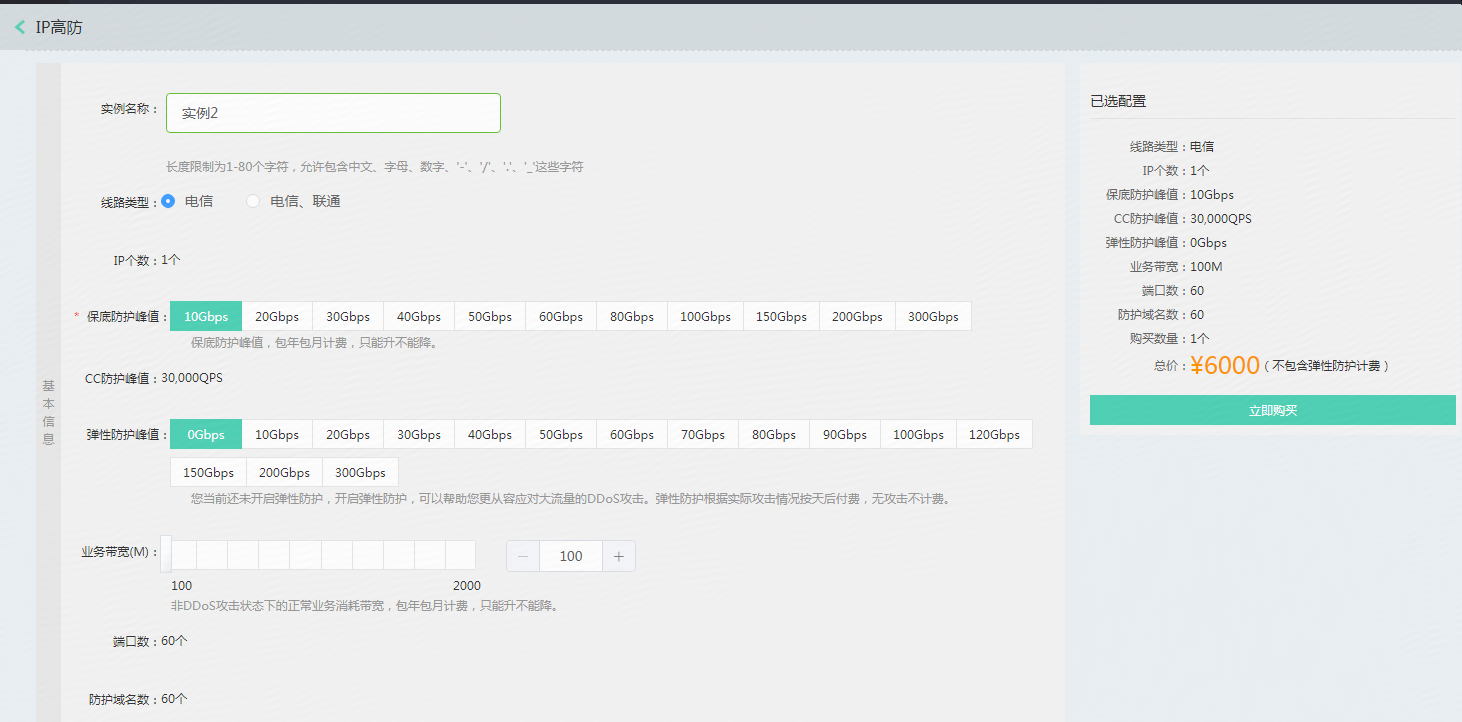 IP高防
实例名称：
实例2
长度限制为1-80个字符，允许包含中文、字母、数字、'-'、'/'、'.'、'_'这些字符
线路类型： 电信 电信、联通
IP个数：1个
* 保底防护峰值： 10Gbps 20Gbps 30Gbps 40Gbps 50Gbps 60Gbps 80Gbps 100Gbps 150Gbps 200Gbps 300Gbps
保底防护峰值，包年包月计费，只能升不能降。
CC防护峰值：30,000QPS
弹性防护峰值： 0Gbps 10Gbps 20Gbps 30Gbps 40Gbps 50Gbps 60Gbps 70Gbps 80Gbps 90Gbps 100Gbps 120Gbps
150Gbps 200Gbps 300Gbps
您当前还未开启弹性防护，开启弹性防护，可以帮助您更从容应对大流量的DDoS攻击。弹性防护根据实际攻击情况按天后付费，无攻击不计费。
业务带宽(M)： － 100 +
100 2000
非DDoS攻击状态下的正常业务消耗带宽，包年包月计费，只能升不能降。
端口数：60个
防护域名数：60个
基
本
信
息
已选配置
线路类型：电信
IP个数：1个
保底防护峰值：10Gbps
CC防护峰值：30,000QPS
弹性防护峰值：0Gbps
业务带宽：100M
端口数：60
防护域名数：60
购买数量：1个
总价：¥6000（不包含弹性防护计费）
立即购买